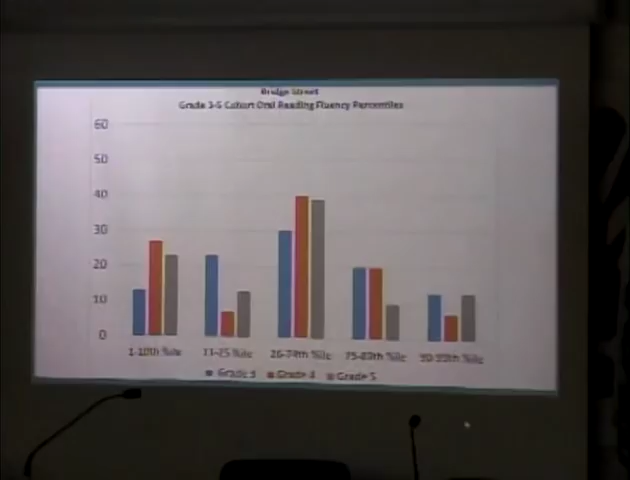 Bridge Street
Grade 3-5 Cohort Oral Reading Fluency Percentiles
60
50
40
30
20
10
0
1-10th %ile 11-25 %ile 26-74th %ile 75-89th %ile 90-99th %ile
Grade 3 Grade 4 Grade 5